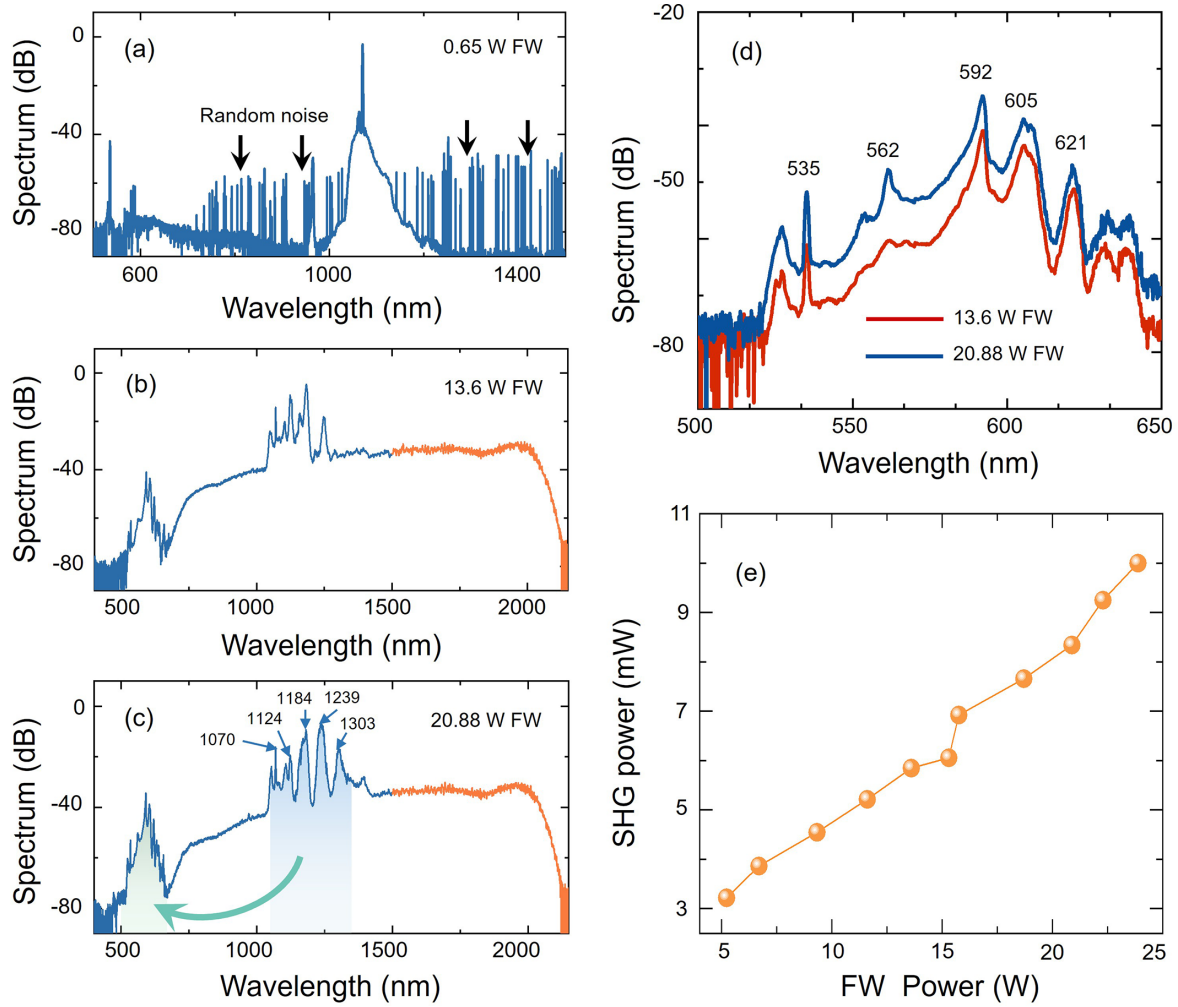 (a)
0.65 W FW
Random noise
0
-40
-80
Spectrum (dB)
600
1000
1400
Wavelength (nm)
(b)
13.6 W FW
0
-40
-80
Spectrum (dB)
500
1000
1500
2000
Wavelength (nm)
(c)
20.88 W FW
1070
1124
1184
1239
1303
0
-40
-80
Spectrum (dB)
500
1000
1500
2000
Wavelength (nm)
(d)
535
562
592
605
621
13.6 W FW
20.88 W FW
-20
-50
-80
Spectrum (dB)
500
550
600
650
Wavelength (nm)
(e)
11
9
7
5
3
SHG power (mW)
5
10
15
20
25
FW Power (W)